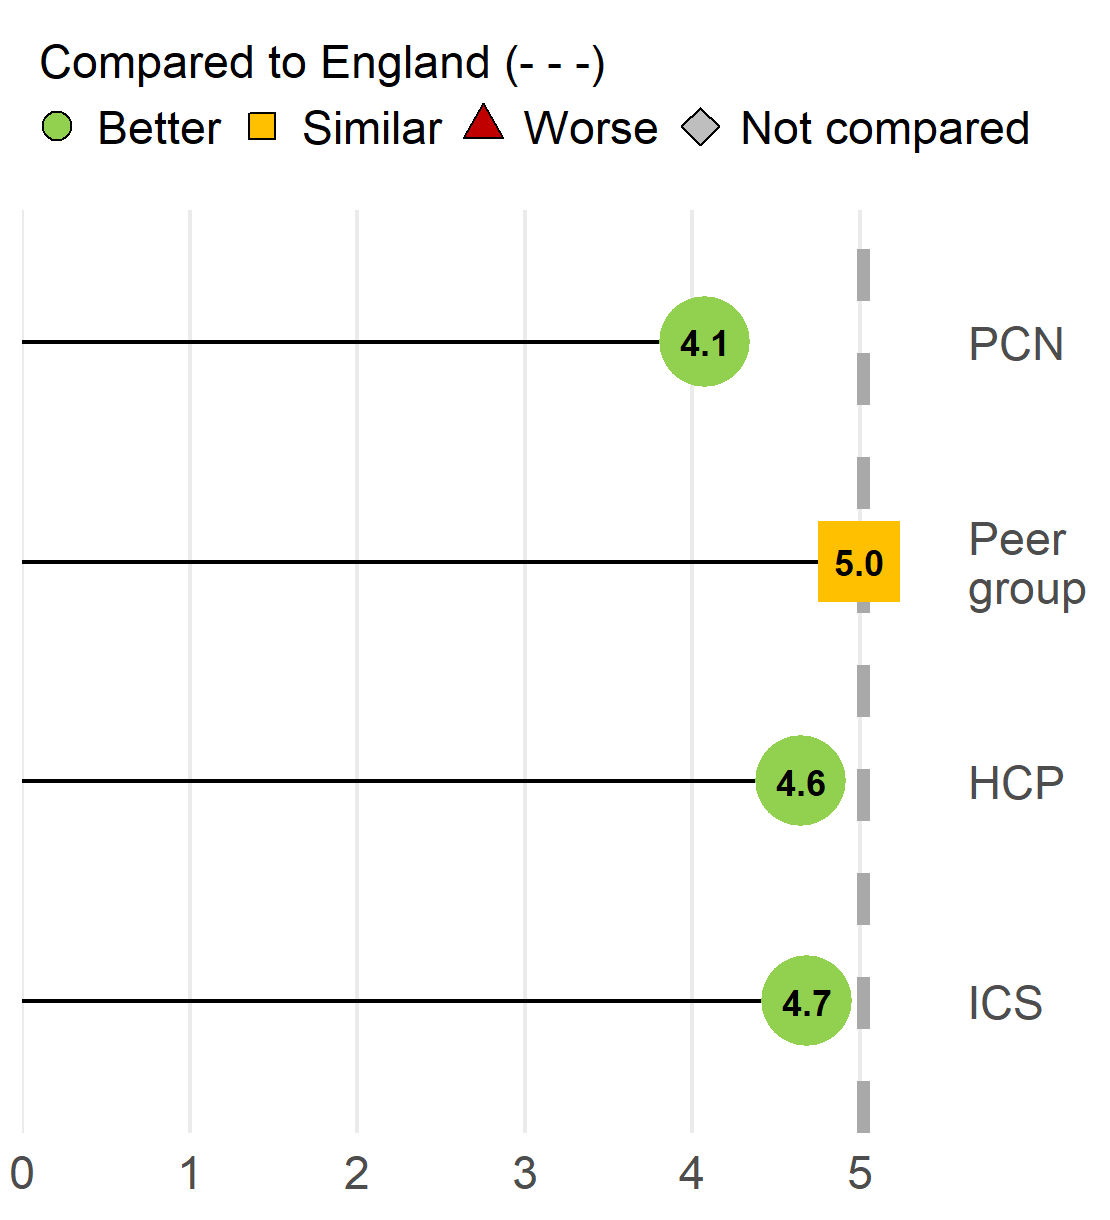 Compared to England (- - -)
Better Similar Worse Not compared
4.1 PCN
5.0 Peer
group
4.6 HCP
4.7 ICS
0 1 2 3 4 5